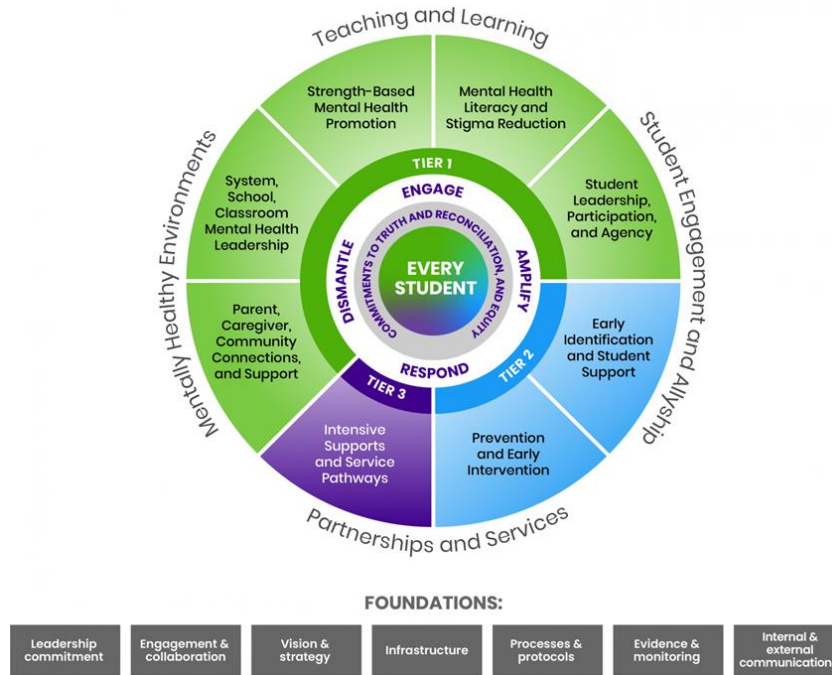 Teaching and Learning
Student Engagement and Allyship
Partnerships and Services
Mentally Healthy Environments
Strength-Based
Mental Health
Promotion
Mental Health
Literacy and
Stigma Reduction
Student
Leadership,
Participation,
and Agency
Early
Identification
and Student
Support
Prevention
and Early
Intervention
Intensive
Supports
and Service
Pathways
Parent,
Caregiver,
Community
Connections,
and Support
System,
School,
Classroom
Mental Health
Leadership
TIER 1
TIER 2
TIER 3
ENGAGE
AMPLIFY
RESPOND
DISMANTLE
COMMITMENTS TO TRUTH AND RECONCILIATION, AND EQUITY
EVERY
STUDENT
FOUNDATIONS:
Leadership
commitment
Engagement &
collaboration
Vision &
strategy
Infrastructure
Processes &
protocols
Evidence &
monitoring
Internal &
external
communication